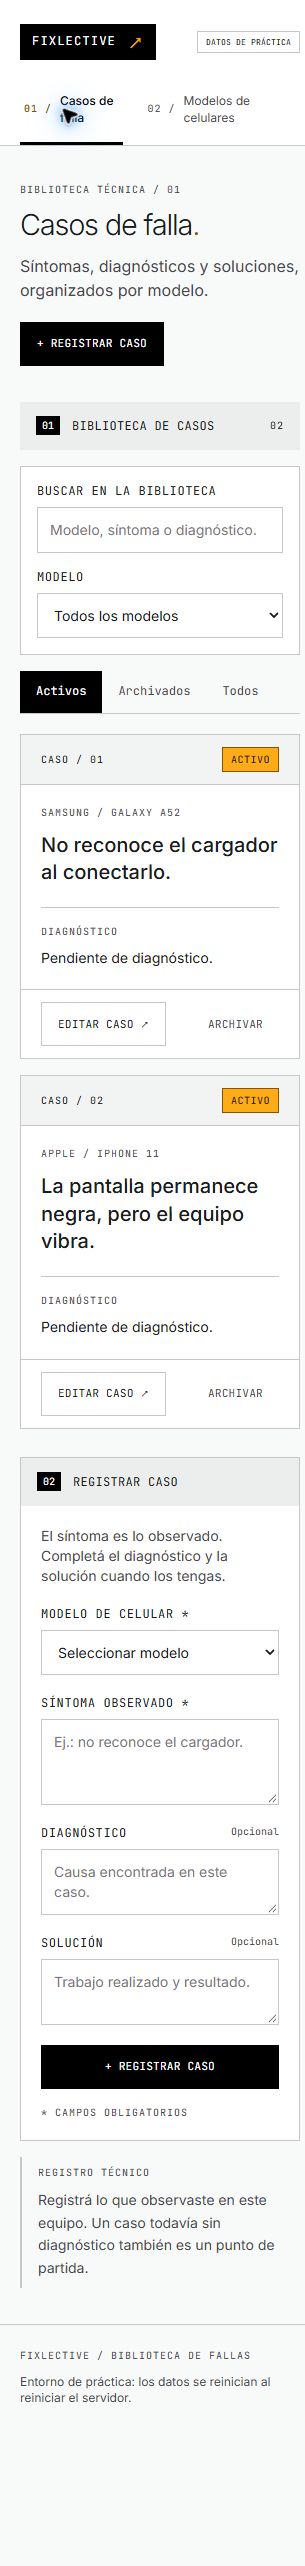 FIXLECTIVE ↗
DATOS DE PRÁCTICA
01 / Casos de
falla
02 / Modelos de
celulares
BIBLIOTECA TÉCNICA / 01
Casos de falla.
Síntomas, diagnósticos y soluciones,
organizados por modelo.
+ REGISTRAR CASO
01 BIBLIOTECA DE CASOS 02
BUSCAR EN LA BIBLIOTECA
Modelo, síntoma o diagnóstico.
MODELO
Todos los modelos
Activos Archivados Todos
CASO / 01 ACTIVO
SAMSUNG / GALAXY A52
No reconoce el cargador
al conectarlo.
DIAGNÓSTICO
Pendiente de diagnóstico.
EDITAR CASO ↗ ARCHIVAR
CASO / 02 ACTIVO
APPLE / IPHONE 11
La pantalla permanece
negra, pero el equipo
vibra.
DIAGNÓSTICO
Pendiente de diagnóstico.
EDITAR CASO ↗ ARCHIVAR
02 REGISTRAR CASO
El síntoma es lo observado.
Completá el diagnóstico y la
solución cuando los tengas.
MODELO DE CELULAR *
Seleccionar modelo
SÍNTOMA OBSERVADO *
Ej.: no reconoce el cargador.
DIAGNÓSTICO Opcional
Causa encontrada en este
caso.
SOLUCIÓN Opcional
Trabajo realizado y resultado.
+ REGISTRAR CASO
* CAMPOS OBLIGATORIOS
REGISTRO TÉCNICO
Registrá lo que observaste en este
equipo. Un caso todavía sin
diagnóstico también es un punto de
partida.
FIXLECTIVE / BIBLIOTECA DE FALLAS
Entorno de práctica: los datos se reinician al
reiniciar el servidor.